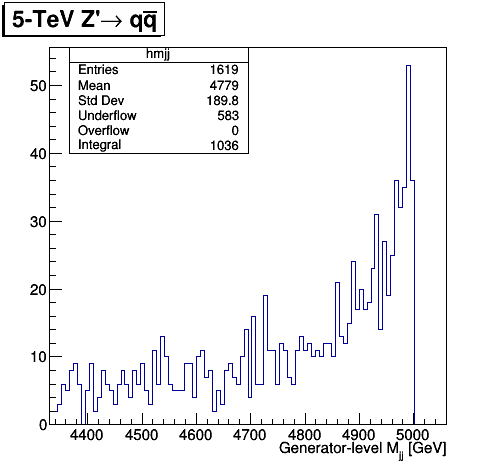 5-TeV Z'→ qq̅
hmjj
Entries 1619
Mean 4779
Std Dev 189.8
Underflow 583
Overflow 0
Integral 1036
50
40
30
20
10
0
4400 4500 4600 4700 4800 4900 5000
Generator-level Mjj [GeV]